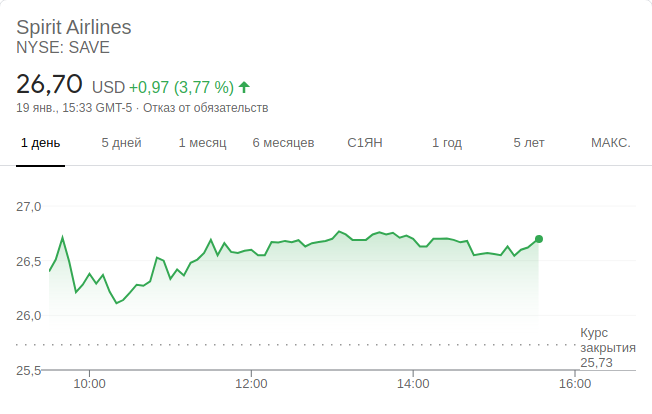 Spirit Airlines
NYSE: SAVE
26,70 USD +0,97 (3,77 %)
19 янв., 15:33 GMT-5 · Отказ от обязательств
1 день 5 дней 1 месяц 6 месяцев С1ЯН 1 год 5 лет МАКС.
27,0
26,5
26,0
Курс
закрытия
25,73
25,5
10:00 12:00 14:00 16:00